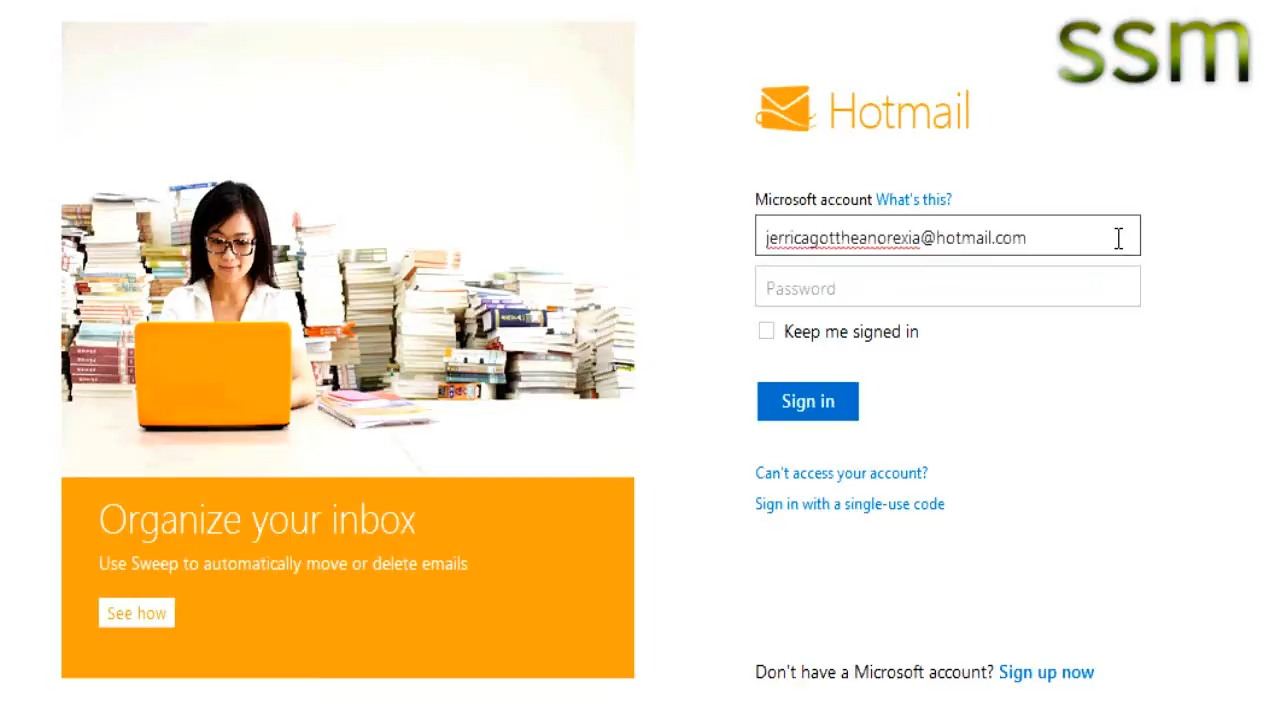 ssm
Hotmail
Microsoft account What's this?
jerricagottheanorexia@hotmail.com
Password
Keep me signed in
Sign in
Can't access your account?
Sign in with a single-use code
Organize your inbox
Use Sweep to automatically move or delete emails
See how
Don't have a Microsoft account? Sign up now